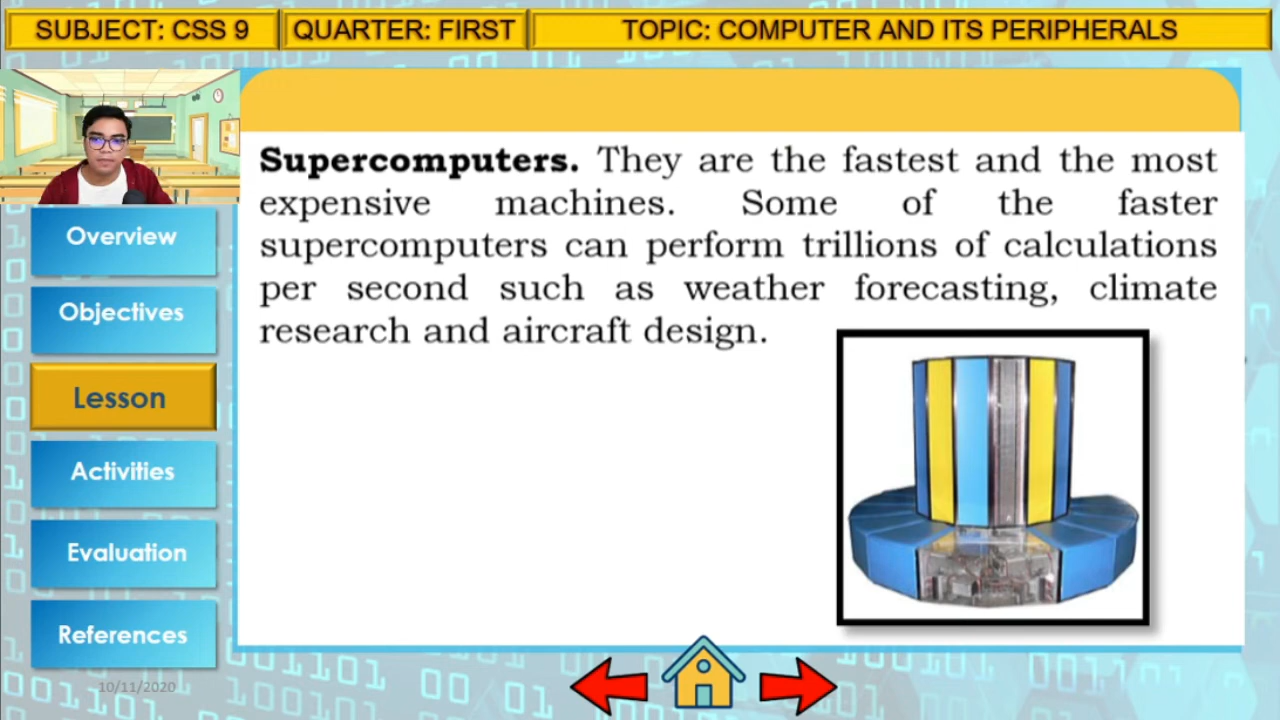 SUBJECT: CSS 9
QUARTER: FIRST
TOPIC: COMPUTER AND ITS PERIPHERALS
Supercomputers. They are the fastest and the most
expensive machines. Some of the faster
supercomputers can perform trillions of calculations
per second such as weather forecasting, climate
research and aircraft design.
Overview
Objectives
Lesson
Activities
Evaluation
References
10/11/2020